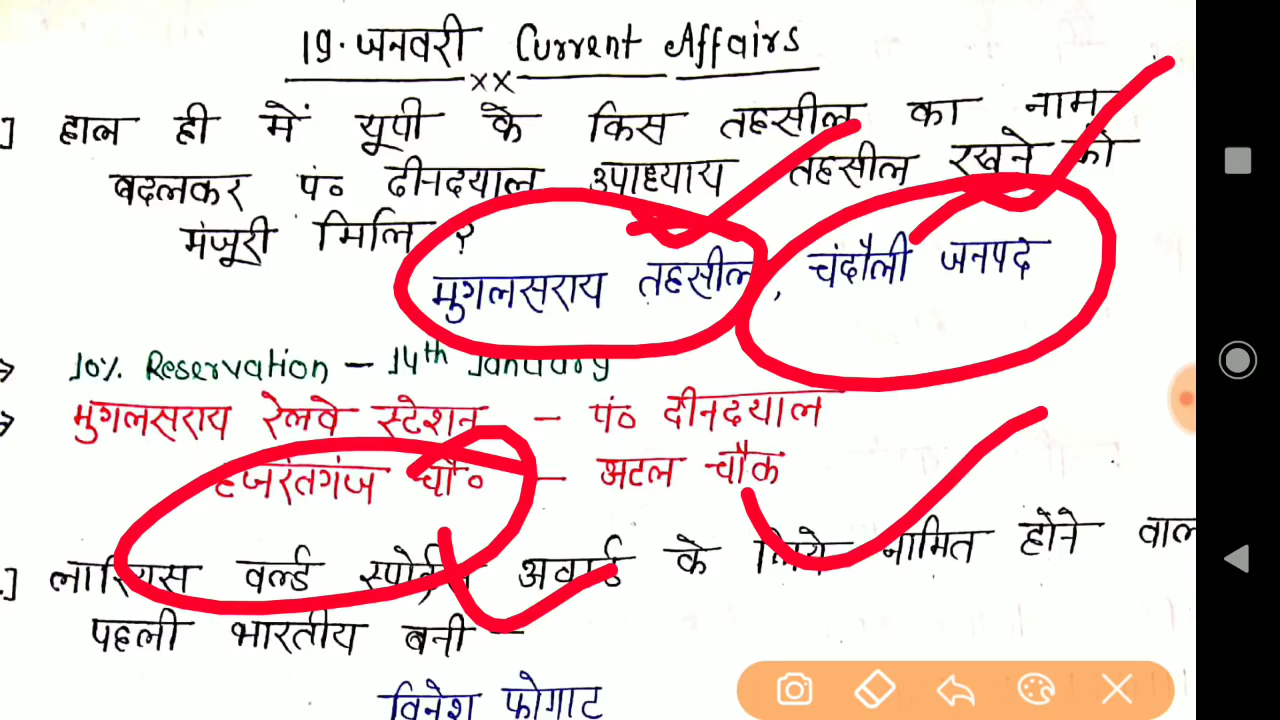 19. जनवरी Current Affairs
xx
] हाल ही में यूपी के किस तहसील का नाम
बदलकर पं० दीनदयाल उपाध्याय तहसील रखने को
मंजूरी मिलि ?
मुगलसराय तहसील, चंदौली जनपद
→ 10% Reservation – 14th January
→ मुगलसराय रेलवे स्टेशन – पं० दीनदयाल
हजरतगंज चौ० – अटल चौक
.] लारियस वर्ल्ड स्पोर्ट्स अवार्ड के लिये नामित होने वाल
पहली भारतीय बनी –
विनेश फोगाट